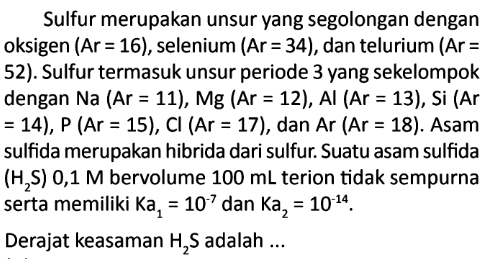 Sulfur merupakan unsur yang segolongan dengan
oksigen (Ar = 16), selenium (Ar = 34), dan telurium (Ar =
52). Sulfur termasuk unsur periode 3 yang sekelompok
dengan Na (Ar = 11), Mg (Ar = 12), Al (Ar = 13), Si (Ar
= 14), P (Ar = 15), Cl (Ar = 17), dan Ar (Ar = 18). Asam
sulfida merupakan hibrida dari sulfur. Suatu asam sulfida
(H₂S) 0,1 M bervolume 100 mL terion tidak sempurna
serta memiliki Ka₁ = 10⁻⁷ dan Ka₂ = 10⁻¹⁴.
Derajat keasaman H₂S adalah ...